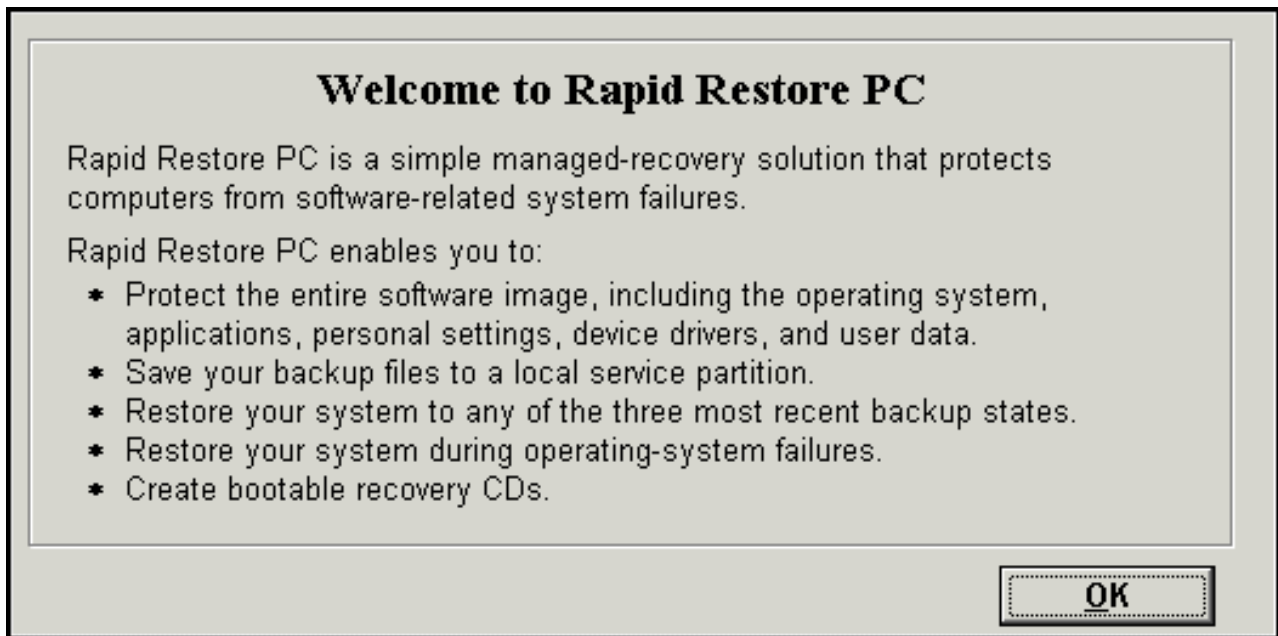 Welcome to Rapid Restore PC
Rapid Restore PC is a simple managed-recovery solution that protects
computers from software-related system failures.
Rapid Restore PC enables you to:
* Protect the entire software image, including the operating system,
applications, personal settings, device drivers, and user data.
* Save your backup files to a local service partition.
* Restore your system to any of the three most recent backup states.
* Restore your system during operating-system failures.
* Create bootable recovery CDs.
OK